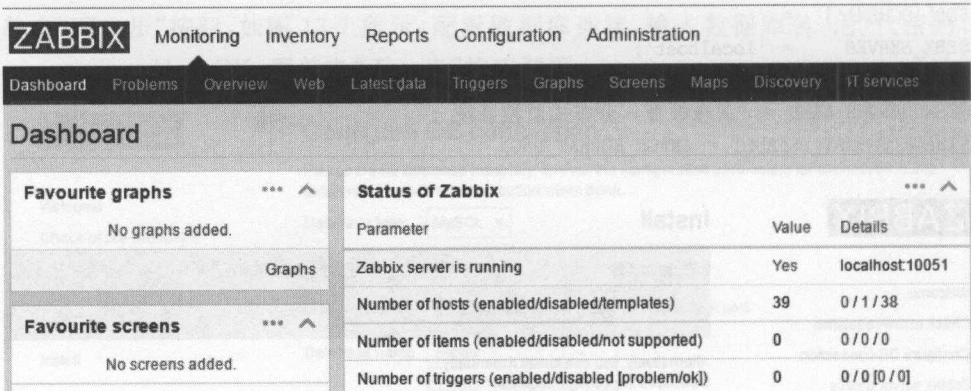 ZABBIX Monitoring Inventory Reports Configuration Administration
Dashboard Problems Overview Web Latest data Triggers Graphs Screens Maps Discovery IT services
Dashboard
Favourite graphs
No graphs added.
Graphs
Favourite screens
No screens added.
Status of Zabbix
Parameter Value Details
Zabbix server is running Yes localhost:10051
Number of hosts (enabled/disabled/templates) 39 0 / 1 / 38
Number of items (enabled/disabled/not supported) 0 0 / 0 / 0
Number of triggers (enabled/disabled [problem/ok]) 0 0 / 0 [0 / 0]